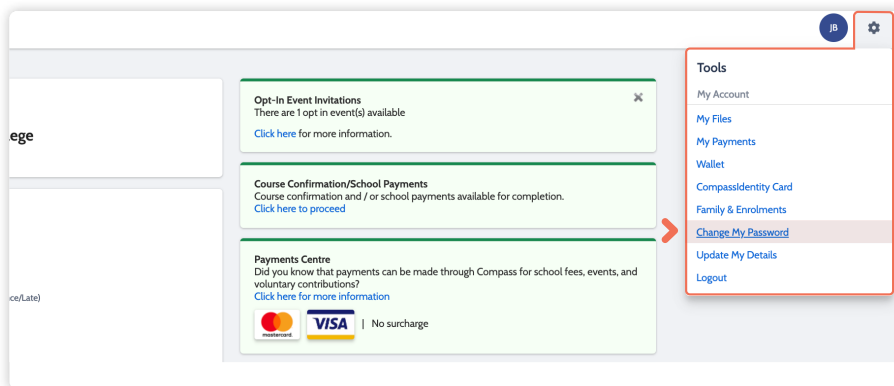 JB
Tools
My Account
My Files
My Payments
Wallet
CompassIdentity Card
Family & Enrolments
Change My Password
Update My Details
Logout
Opt-In Event Invitations
There are 1 opt in event(s) available
Click here for more information.
Course Confirmation/School Payments
Course confirmation and / or school payments available for completion.
Click here to proceed
Payments Centre
Did you know that payments can be made through Compass for school fees, events, and
voluntary contributions?
Click here for more information
mastercard VISA | No surcharge
lege
ce/Late)